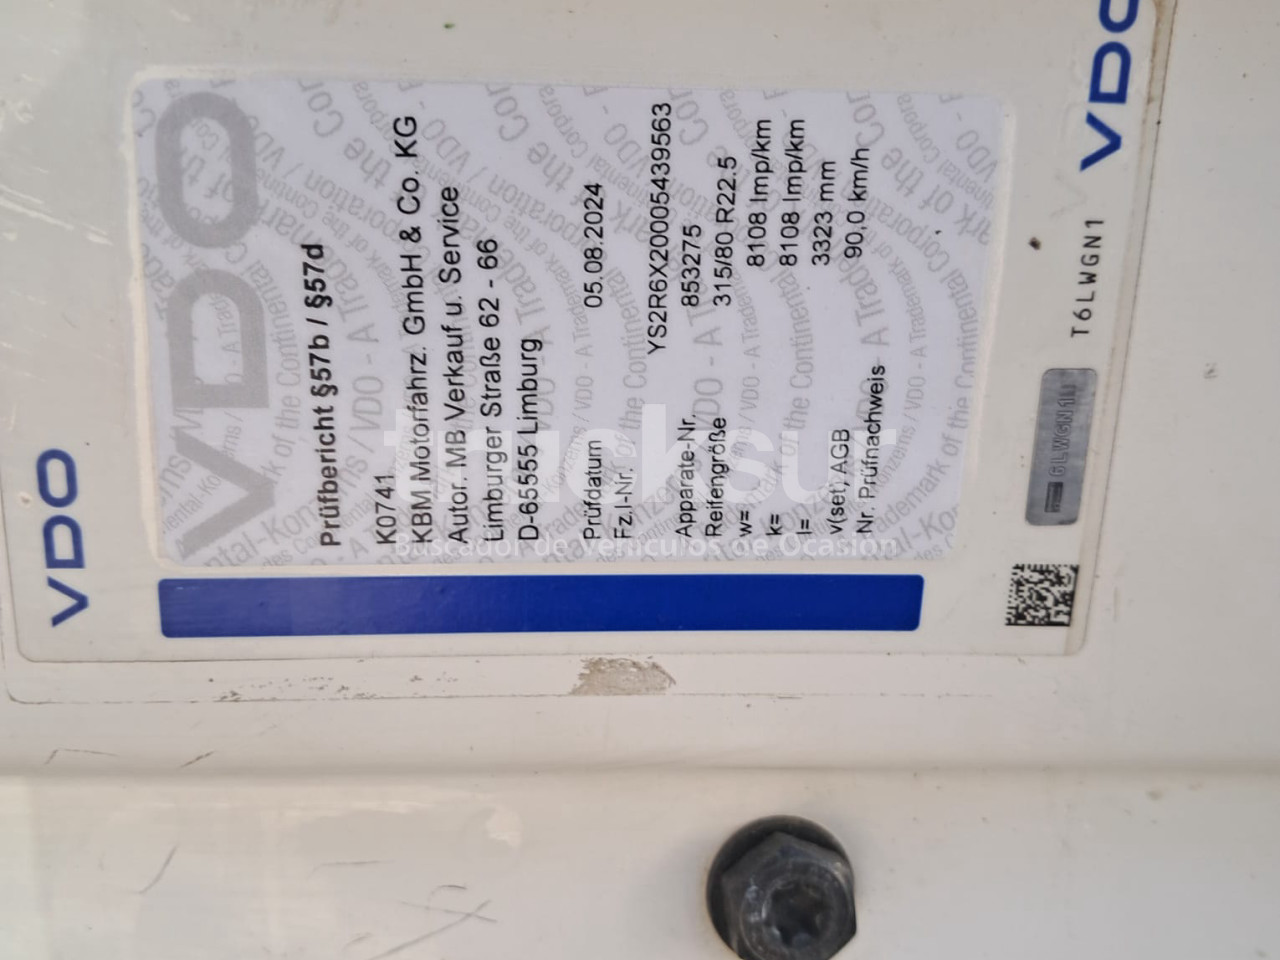 VDO
VDO
VDO
Prüfbericht §57b / §57d
K0741
KBM Motorfahrz. GmbH & Co. KG
Autor. MB Verkauf u. Service
Limburger Straße 62 - 66
D-65555 Limburg
Prüfdatum 05.08.2024
Fz.I-Nr. YS2R6X20005439563
Apparate-Nr. 853275
Reifengröße 315/80 R22.5
w= 8108 Imp/km
k= 8108 Imp/km
l= 3323 mm
v(set) AGB 90,0 km/h
Nr. Prüfnachweis
T6LWGN1
trucksur
Buscador de vehículos de Ocasión